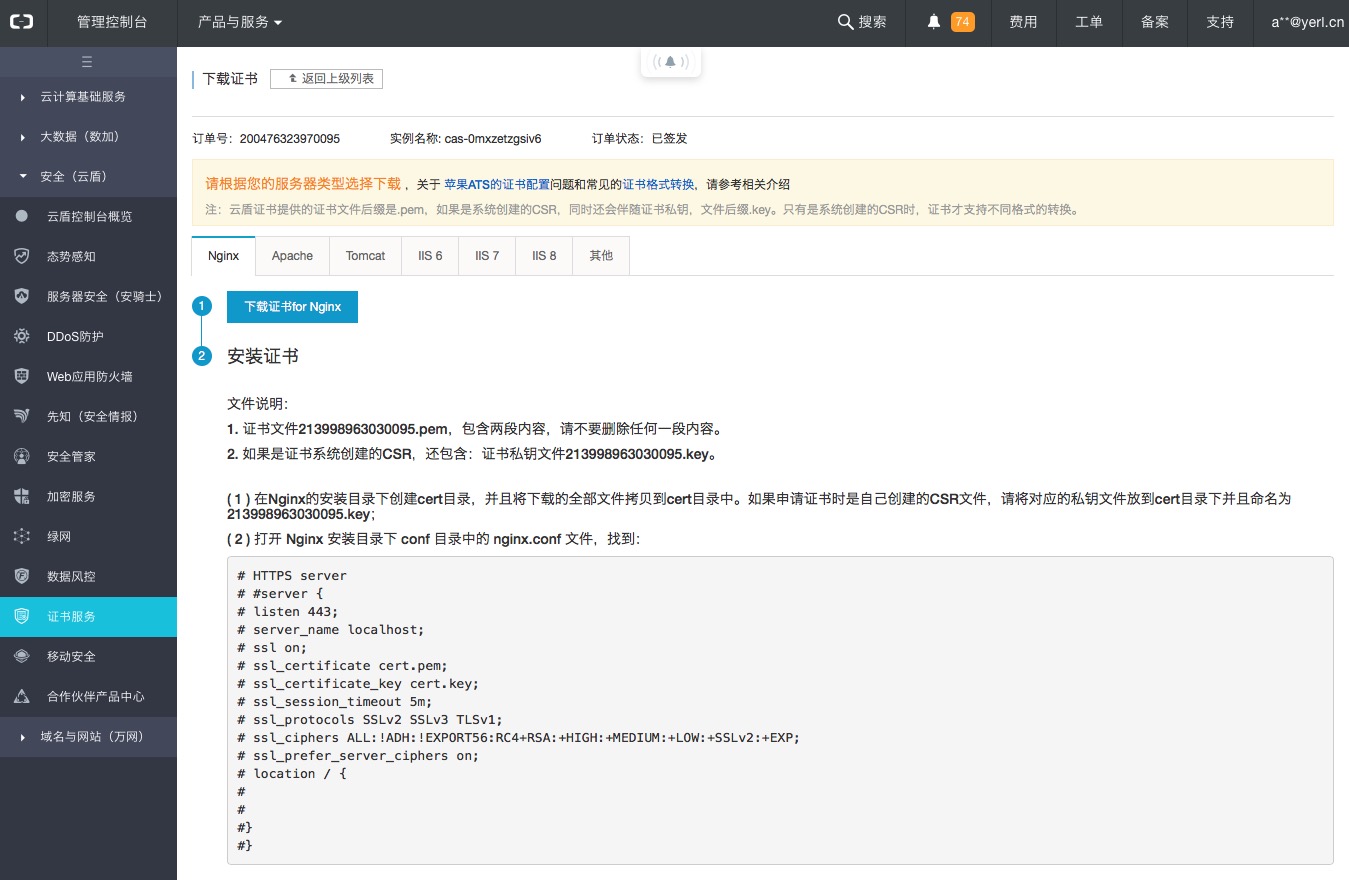 管理控制台
产品与服务
搜索
74
费用
工单
备案
支持
a**@yerl.cn
云计算基础服务
大数据（数加）
安全（云盾）
云盾控制台概览
态势感知
服务器安全（安骑士）
DDoS防护
Web应用防火墙
先知（安全情报）
安全管家
加密服务
绿网
数据风控
证书服务
移动安全
合作伙伴产品中心
域名与网站（万网）
下载证书
返回上级列表
订单号：200476323970095 实例名称: cas-0mxzetzgsiv6 订单状态：已签发
请根据您的服务器类型选择下载 ，关于 苹果ATS的证书配置问题和常见的证书格式转换，请参考相关介绍
注：云盾证书提供的证书文件后缀是.pem，如果是系统创建的CSR，同时还会伴随证书私钥，文件后缀.key。只有是系统创建的CSR时，证书才支持不同格式的转换。
Nginx Apache Tomcat IIS 6 IIS 7 IIS 8 其他
1 下载证书for Nginx
2 安装证书
文件说明：
1. 证书文件213998963030095.pem，包含两段内容，请不要删除任何一段内容。
2. 如果是证书系统创建的CSR，还包含：证书私钥文件213998963030095.key。
( 1 ) 在Nginx的安装目录下创建cert目录，并且将下载的全部文件拷贝到cert目录中。如果申请证书时是自己创建的CSR文件，请将对应的私钥文件放到cert目录下并且命名为
213998963030095.key；
( 2 ) 打开 Nginx 安装目录下 conf 目录中的 nginx.conf 文件，找到：
# HTTPS server
# #server {
# listen 443;
# server_name localhost;
# ssl on;
# ssl_certificate cert.pem;
# ssl_certificate_key cert.key;
# ssl_session_timeout 5m;
# ssl_protocols SSLv2 SSLv3 TLSv1;
# ssl_ciphers ALL:!ADH:!EXPORT56:RC4+RSA:+HIGH:+MEDIUM:+LOW:+SSLv2:+EXP;
# ssl_prefer_server_ciphers on;
# location / {
#
#
#}
#}